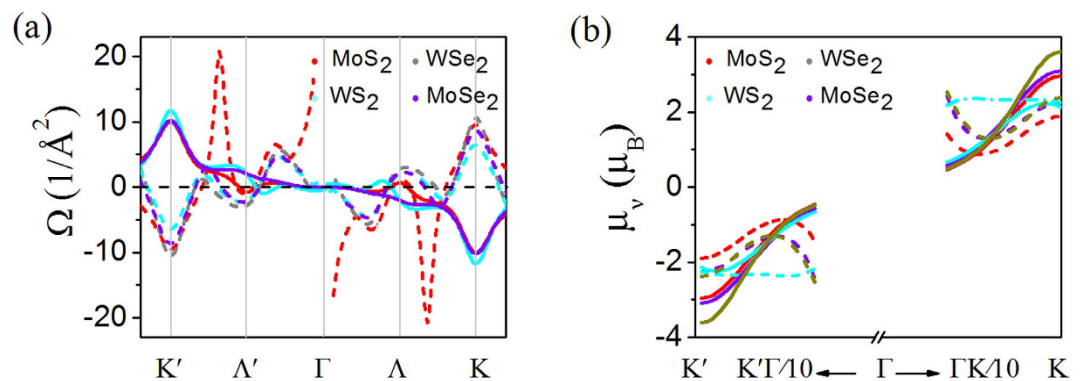 (a)
Ω (1/Å²)
20
10
0
-10
-20
MoS₂
WSe₂
WS₂
MoSe₂
K′
Λ′
Γ
Λ
K
(b)
μᵥ (μ_B)
4
2
0
-2
-4
MoS₂
WSe₂
WS₂
MoSe₂
K′
K′Γ/10
Γ
ΓK/10
K